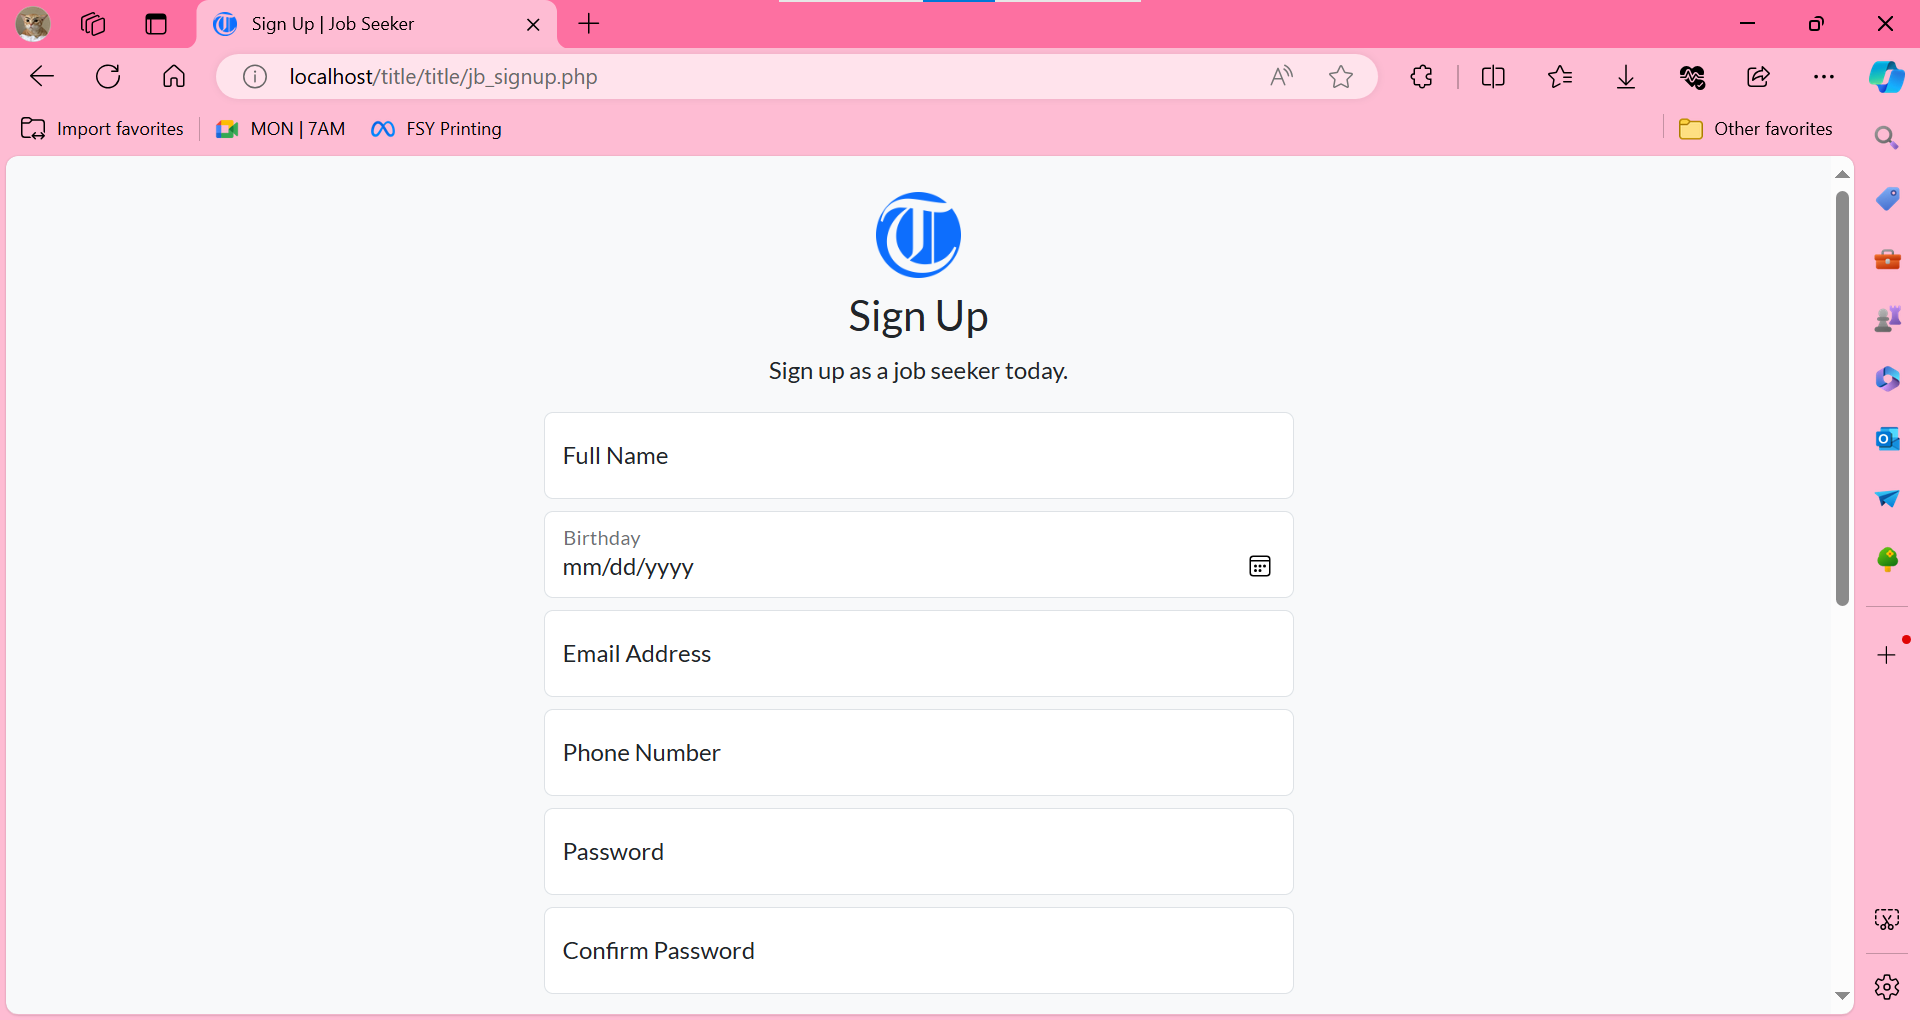 Sign Up | Job Seeker
localhost/title/title/jb_signup.php
Import favorites
MON | 7AM
FSY Printing
Other favorites
T
Sign Up
Sign up as a job seeker today.
Full Name
Birthday
mm/dd/yyyy
Email Address
Phone Number
Password
Confirm Password